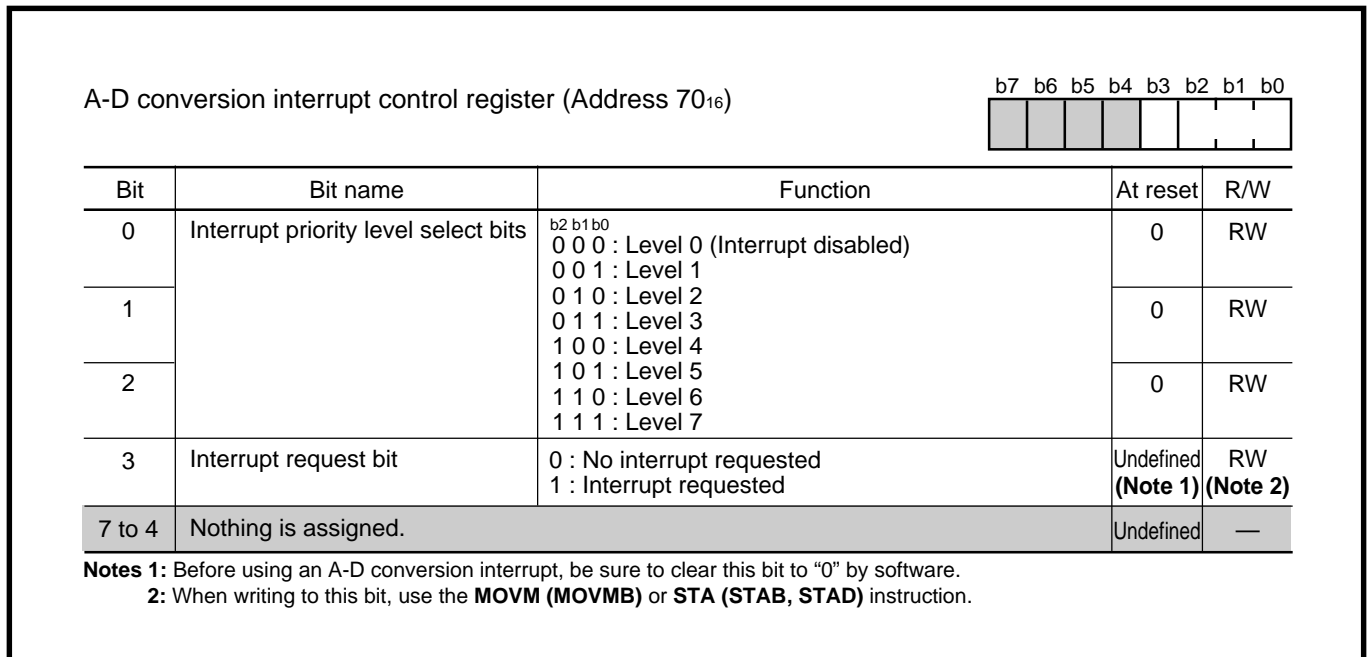 A-D conversion interrupt control register (Address 70₁₆)
b7 b6 b5 b4 b3 b2 b1 b0
Bit Bit name Function At reset R/W
0 Interrupt priority level select bits b2 b1 b0 0 RW
0 0 0 : Level 0 (Interrupt disabled)
0 0 1 : Level 1
1 0 1 0 : Level 2 0 RW
0 1 1 : Level 3
1 0 0 : Level 4
2 1 0 1 : Level 5 0 RW
1 1 0 : Level 6
1 1 1 : Level 7
3 Interrupt request bit 0 : No interrupt requested Undefined RW
1 : Interrupt requested (Note 1) (Note 2)
7 to 4 Nothing is assigned. Undefined —
Notes 1: Before using an A-D conversion interrupt, be sure to clear this bit to “0” by software.
2: When writing to this bit, use the MOVM (MOVMB) or STA (STAB, STAD) instruction.